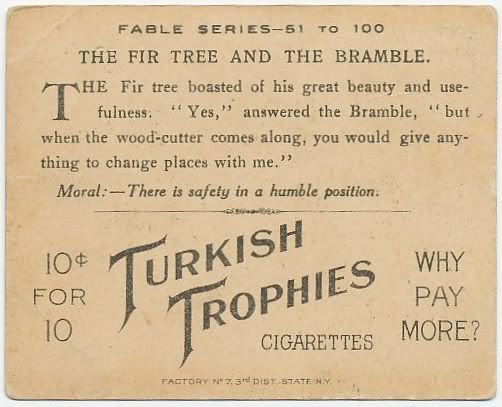 FABLE SERIES—51 TO 100
THE FIR TREE AND THE BRAMBLE.
THE Fir tree boasted of his great beauty and use-
fulness. "Yes," answered the Bramble, "but
when the wood-cutter comes along, you would give any-
thing to change places with me."
Moral:—There is safety in a humble position.
10¢
FOR
10
TURKISH
TROPHIES
CIGARETTES
WHY
PAY
MORE?
FACTORY Nº 7, 3RD DIST. STATE N.Y.